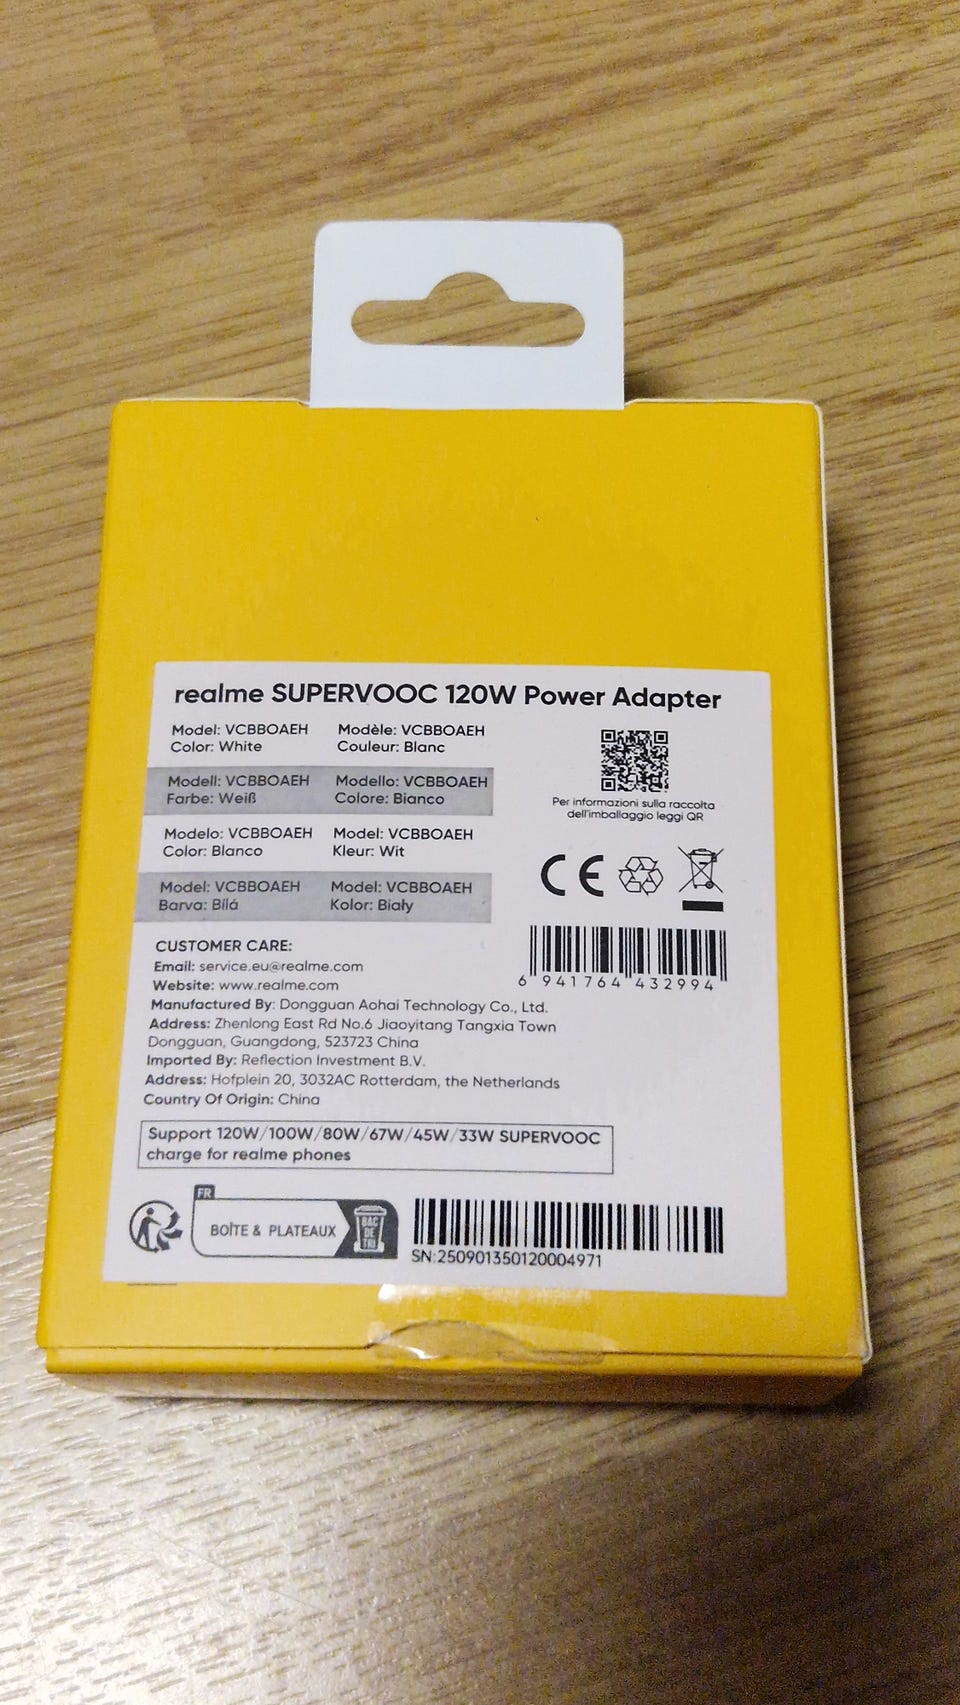 realme SUPERVOOC 120W Power Adapter
Model: VCBBOAEH
Color: White
Modèle: VCBBOAEH
Couleur: Blanc
Modell: VCBBOAEH
Farbe: Weiß
Modello: VCBBOAEH
Colore: Bianco
Modelo: VCBBOAEH
Color: Blanco
Model: VCBBOAEH
Kleur: Wit
Model: VCBBOAEH
Barva: Bílá
Model: VCBBOAEH
Kolor: Biały
Per informazioni sulla raccolta
dell'imballaggio leggi QR
CE
6 941764 432994
CUSTOMER CARE:
Email: service.eu@realme.com
Website: www.realme.com
Manufactured By: Dongguan Aohai Technology Co., Ltd.
Address: Zhenlong East Rd No.6 Jiaoyitang Tangxia Town
Dongguan, Guangdong, 523723 China
Imported By: Reflection Investment B.V.
Address: Hofplein 20, 3032AC Rotterdam, the Netherlands
Country Of Origin: China
Support 120W/100W/80W/67W/45W/33W SUPERVOOC
charge for realme phones
FR
BOÎTE & PLATEAUX
BAC
DE
TRI
SN:250901350120004971